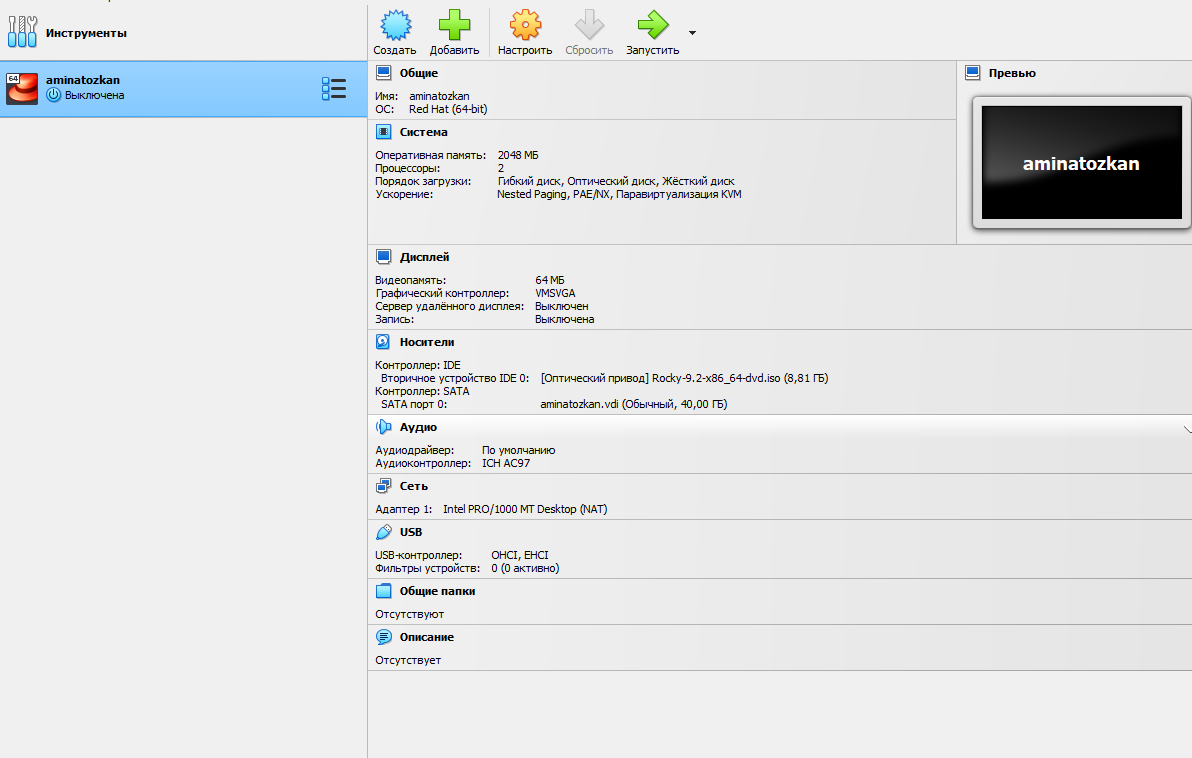 Инструменты
Создать Добавить Настроить Сбросить Запустить
64
aminatozkan
Выключена
Общие
Имя: aminatozkan
ОС: Red Hat (64-bit)
Превью
aminatozkan
Система
Оперативная память: 2048 МБ
Процессоры: 2
Порядок загрузки: Гибкий диск, Оптический диск, Жёсткий диск
Ускорение: Nested Paging, PAE/NX, Паравиртуализация KVM
Дисплей
Видеопамять: 64 МБ
Графический контроллер: VMSVGA
Сервер удалённого дисплея: Выключен
Запись: Выключена
Носители
Контроллер: IDE
Вторичное устройство IDE 0: [Оптический привод] Rocky-9.2-x86_64-dvd.iso (8,81 ГБ)
Контроллер: SATA
SATA порт 0: aminatozkan.vdi (Обычный, 40,00 ГБ)
Аудио
Аудиодрайвер: По умолчанию
Аудиоконтроллер: ICH AC97
Сеть
Адаптер 1: Intel PRO/1000 MT Desktop (NAT)
USB
USB-контроллер: OHCI, EHCI
Фильтры устройств: 0 (0 активно)
Общие папки
Отсутствуют
Описание
Отсутствует